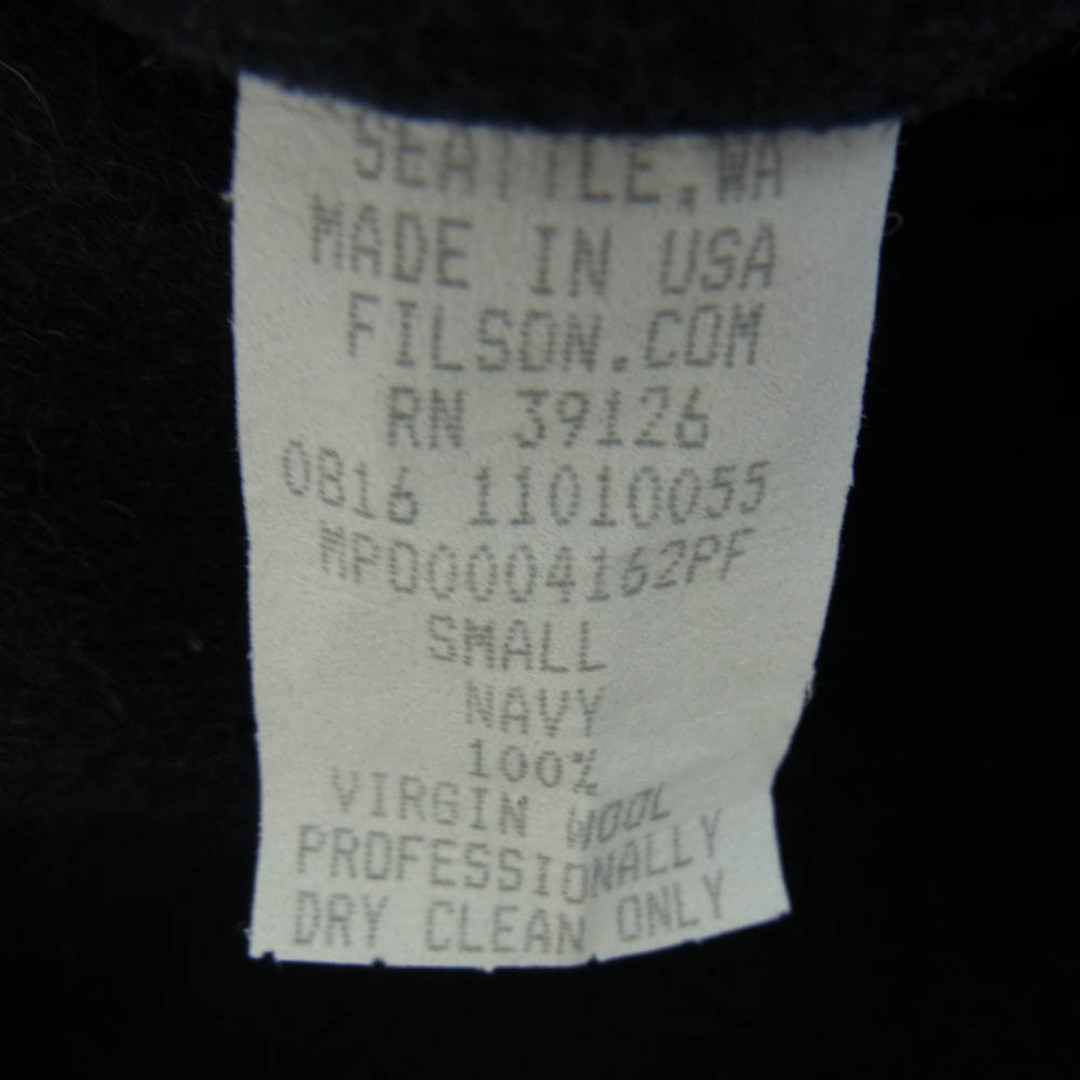 SEATTLE, WA
MADE IN USA
FILSON.COM
RN 39126
0816 11010055
MPO0004162PF
SMALL
NAVY
100%
VIRGIN WOOL
PROFESSIONALLY
DRY CLEAN ONLY